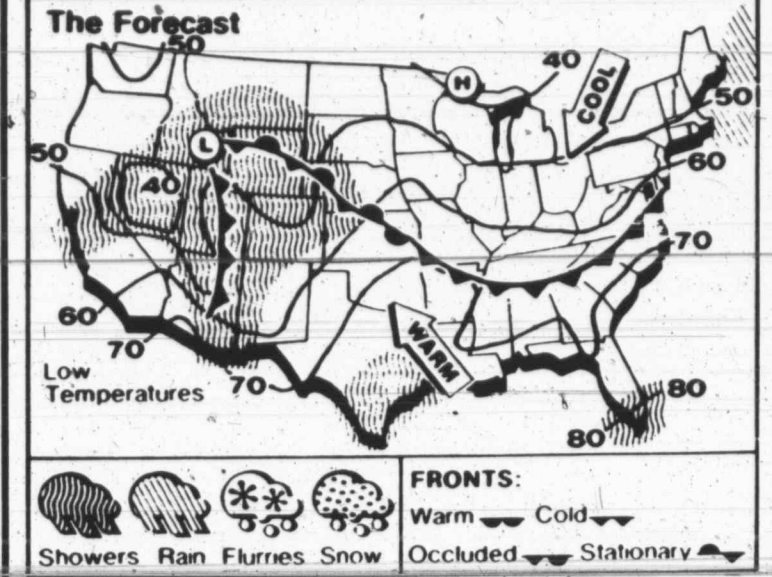 The Forecast
50
40
H
COOL
50
50
L
60
40
70
60
70
WARM
Low
Temperatures
70
80
80
FRONTS:
Warm Cold
Showers Rain Flurries Snow
Occluded Stationary